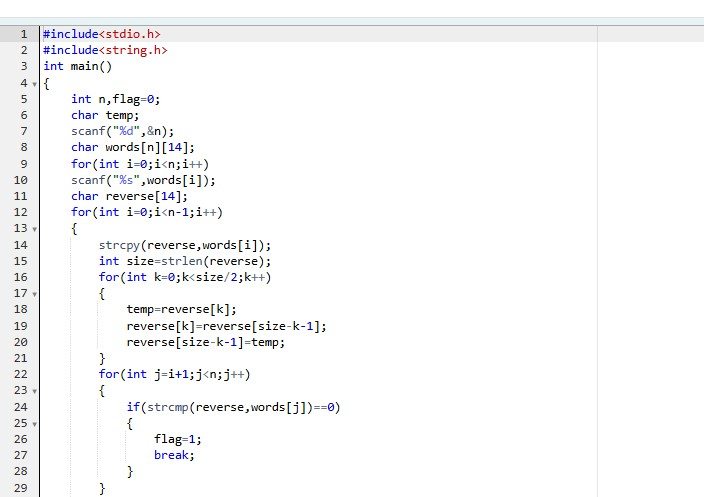 1 #include<stdio.h>
2 #include<string.h>
3 int main()
4 {
5 int n,flag=0;
6 char temp;
7 scanf("%d",&n);
8 char words[n][14];
9 for(int i=0;i<n;i++)
10 scanf("%s",words[i]);
11 char reverse[14];
12 for(int i=0;i<n-1;i++)
13 {
14 strcpy(reverse,words[i]);
15 int size=strlen(reverse);
16 for(int k=0;k<size/2;k++)
17 {
18 temp=reverse[k];
19 reverse[k]=reverse[size-k-1];
20 reverse[size-k-1]=temp;
21 }
22 for(int j=i+1;j<n;j++)
23 {
24 if(strcmp(reverse,words[j])==0)
25 {
26 flag=1;
27 break;
28 }
29 }